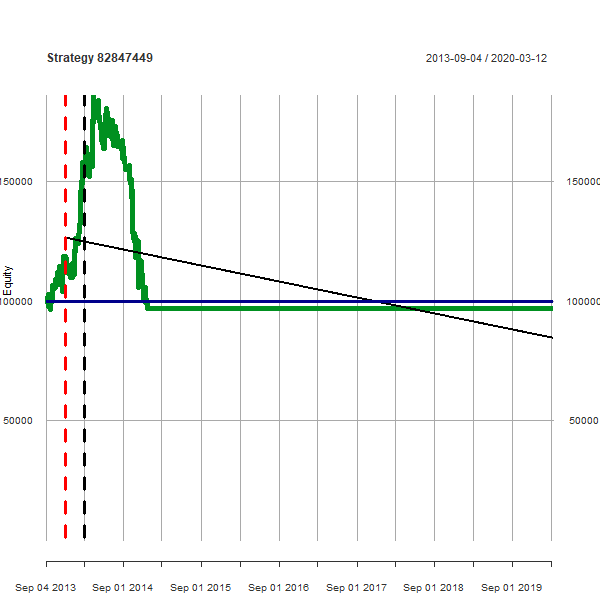 Strategy 82847449
2013-09-04 / 2020-03-12
150000
150000
Equity
100000
100000
50000
50000
Sep 04 2013
Sep 01 2014
Sep 01 2015
Sep 01 2016
Sep 01 2017
Sep 01 2018
Sep 01 2019